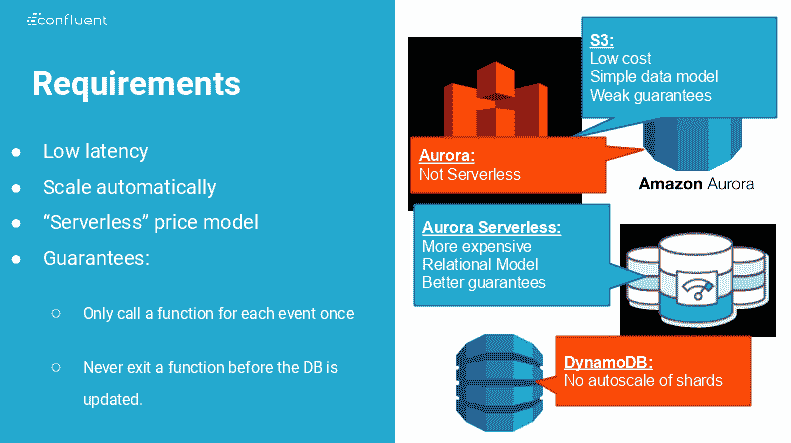 confluent
Requirements
● Low latency
● Scale automatically
● “Serverless” price model
● Guarantees:
○ Only call a function for each event once
○ Never exit a function before the DB is
updated.
S3:
Low cost
Simple data model
Weak guarantees
Aurora:
Not Serverless
Amazon Aurora
Aurora Serverless:
More expensive
Relational Model
Better guarantees
DynamoDB:
No autoscale of shards